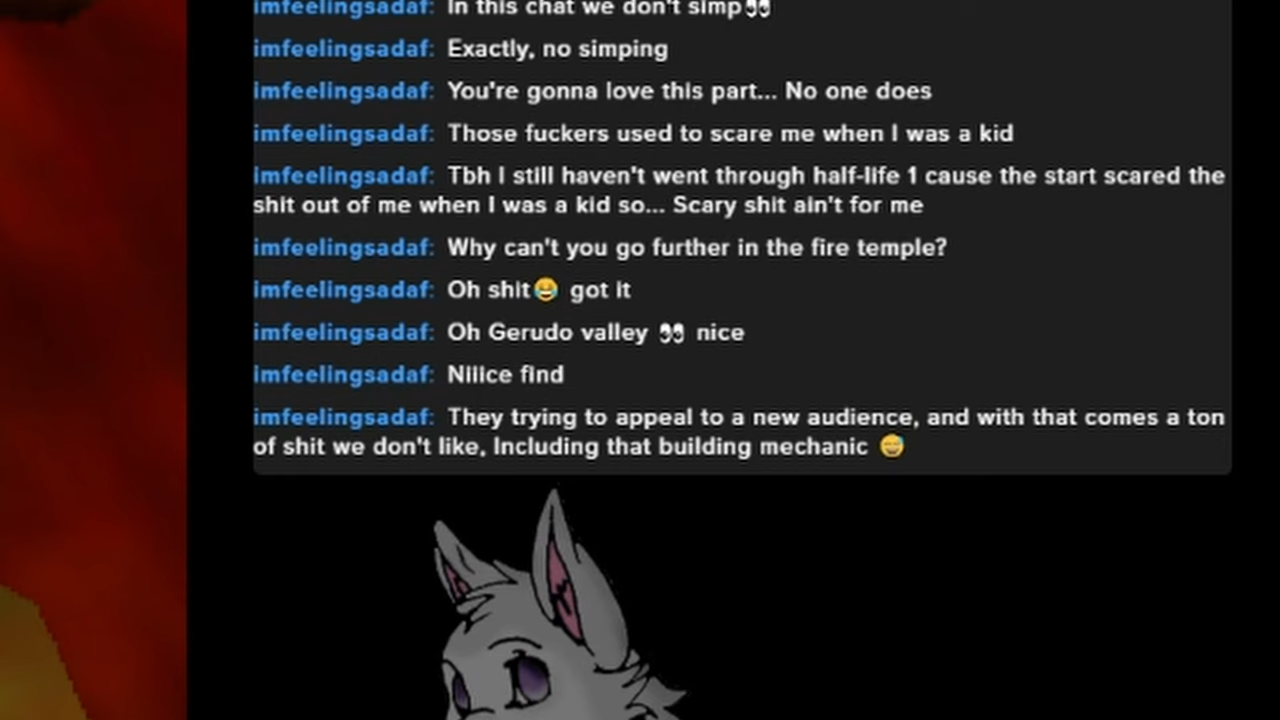 imfeelingsadaf: In this chat we don't simp👀
imfeelingsadaf: Exactly, no simping
imfeelingsadaf: You're gonna love this part... No one does
imfeelingsadaf: Those fuckers used to scare me when I was a kid
imfeelingsadaf: Tbh I still haven't went through half-life 1 cause the start scared the
shit out of me when I was a kid so... Scary shit ain't for me
imfeelingsadaf: Why can't you go further in the fire temple?
imfeelingsadaf: Oh shit😂 got it
imfeelingsadaf: Oh Gerudo valley 👀 nice
imfeelingsadaf: Niiice find
imfeelingsadaf: They trying to appeal to a new audience, and with that comes a ton
of shit we don't like, Including that building mechanic 😅